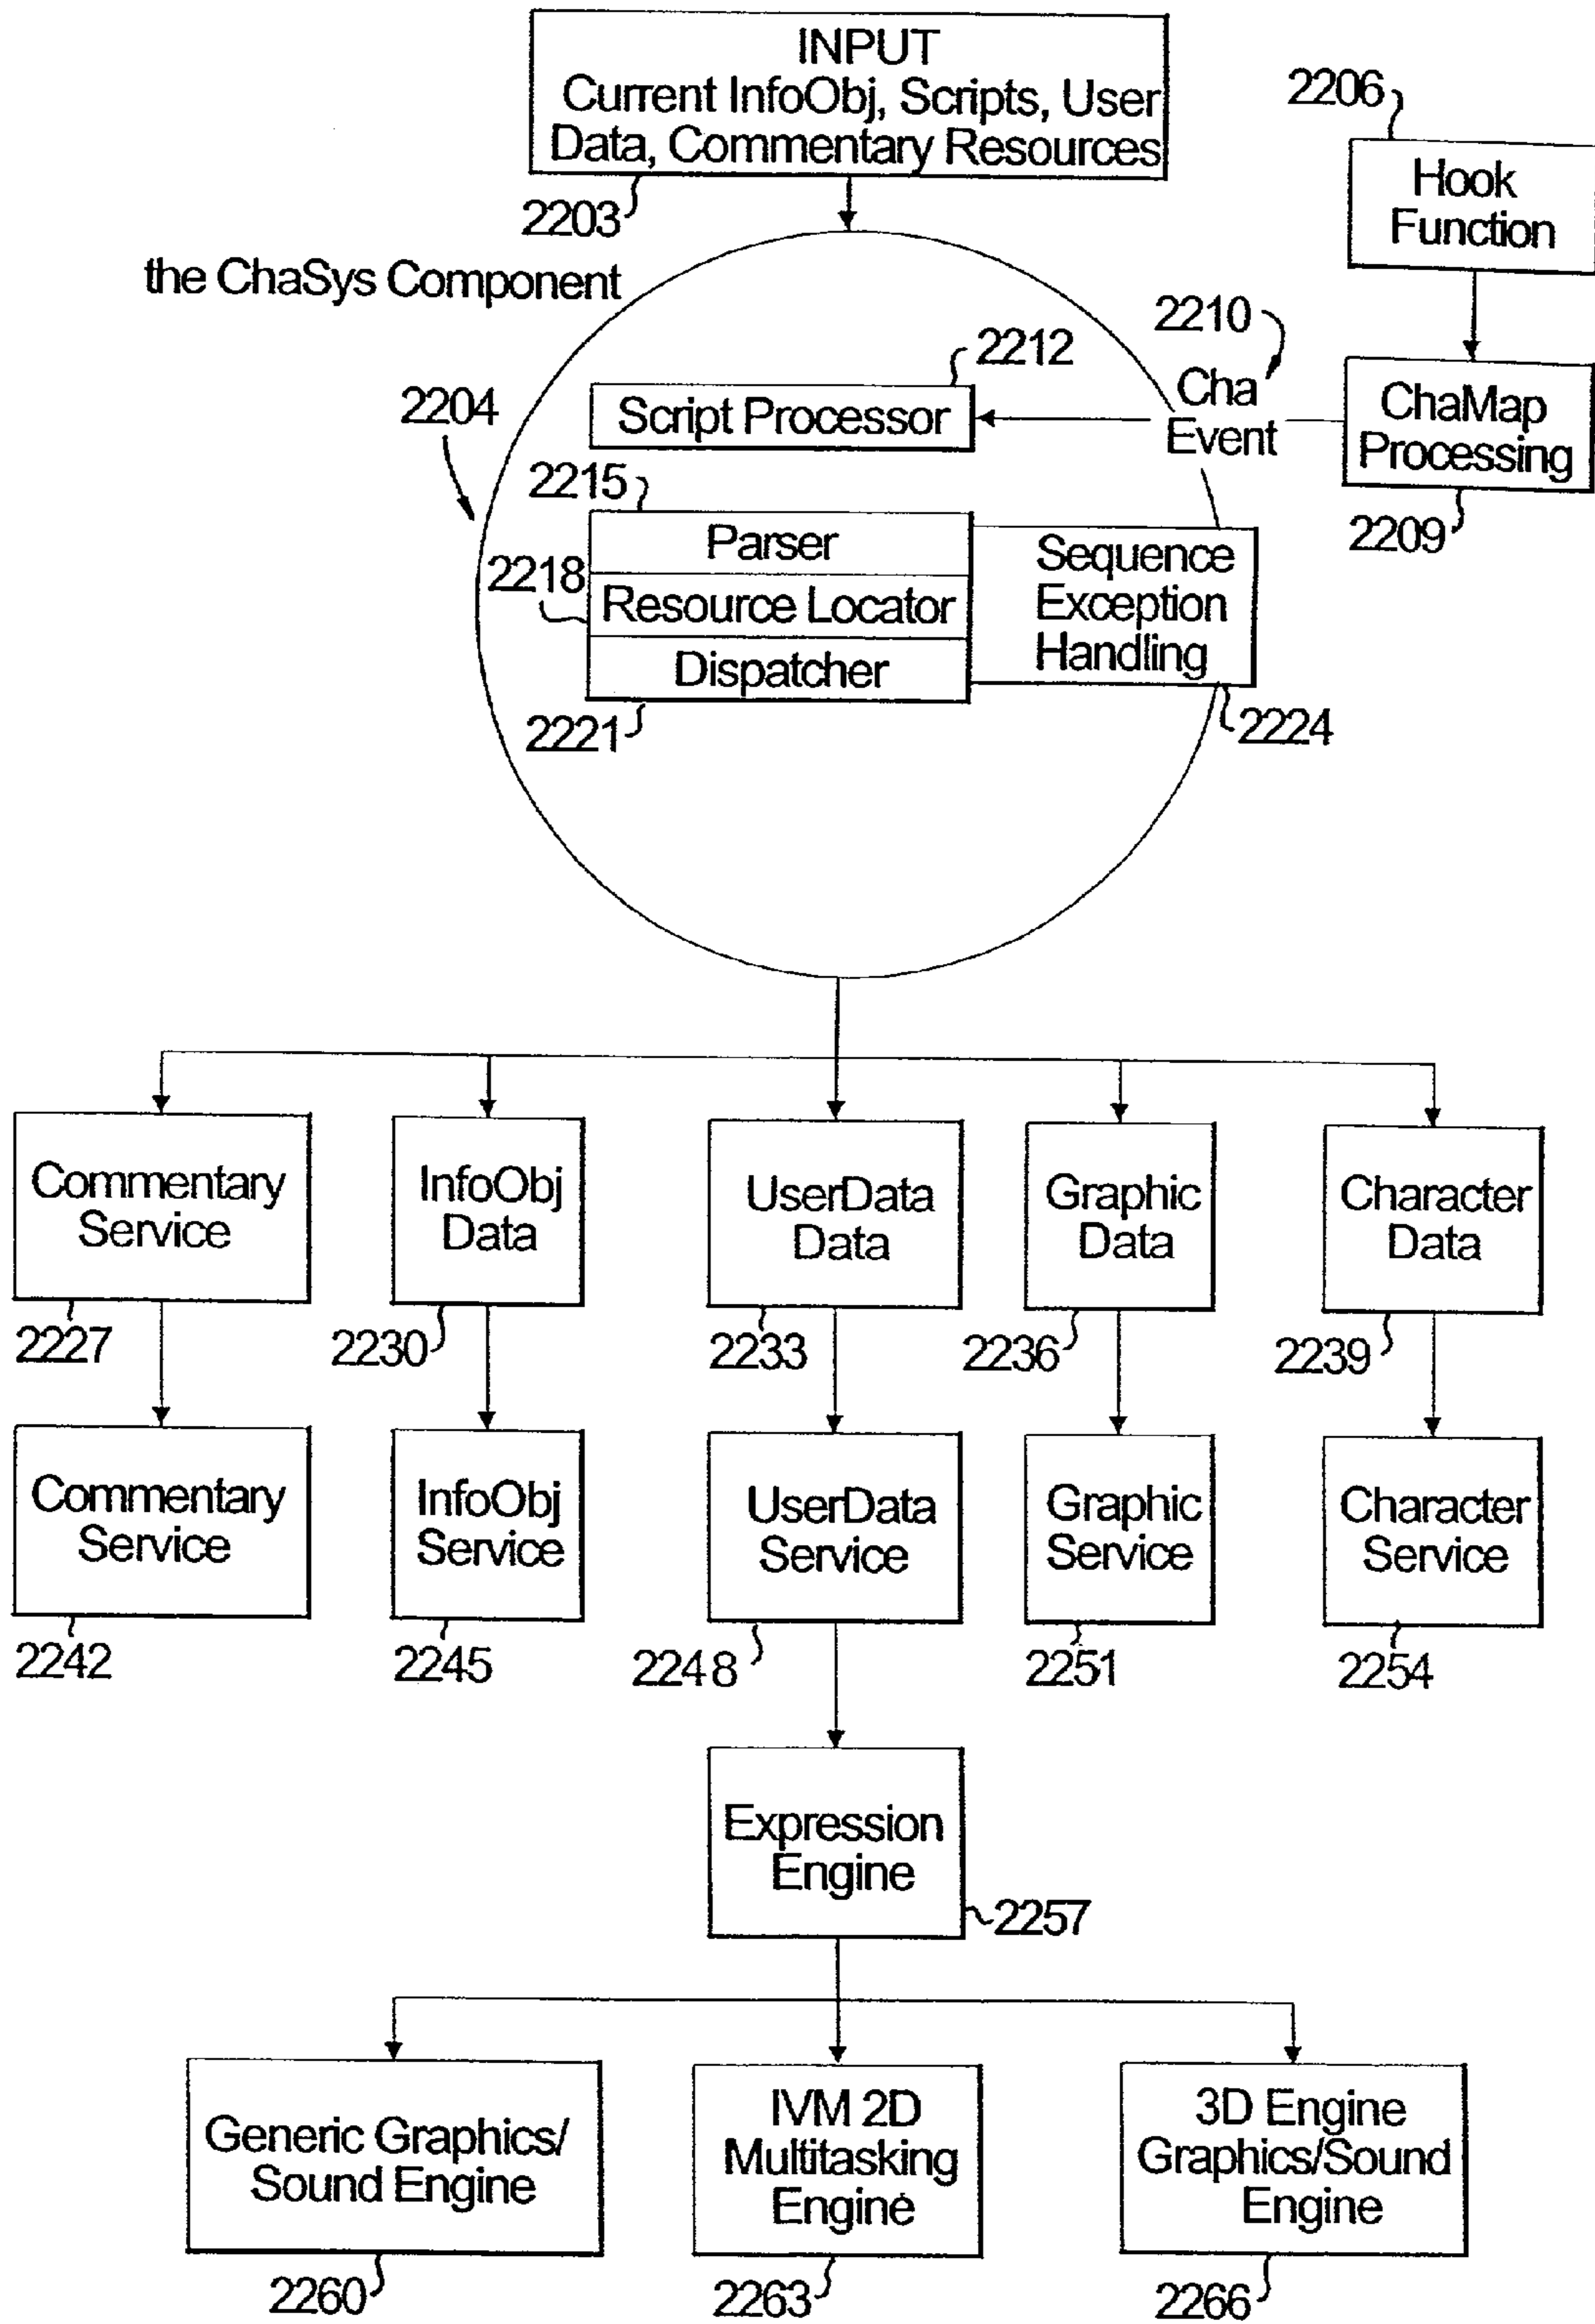 INPUT
Current InfoObj, Scripts, User
Data, Commentary Resources
2203
2206
Hook
Function
the ChaSys Component
2204
2210
Cha
Event
2212
Script Processor
ChaMap
Processing
2209
2215
Parser
2218
Resource Locator
Dispatcher
2221
Sequence
Exception
Handling
2224
Commentary
Service
2227
InfoObj
Data
2230
UserData
Data
2233
Graphic
Data
2236
Character
Data
2239
Commentary
Service
2242
InfoObj
Service
2245
UserData
Service
2248
Graphic
Service
2251
Character
Service
2254
Expression
Engine
2257
Generic Graphics/
Sound Engine
2260
IVM 2D
Multitasking
Engine
2263
3D Engine
Graphics/Sound
Engine
2266